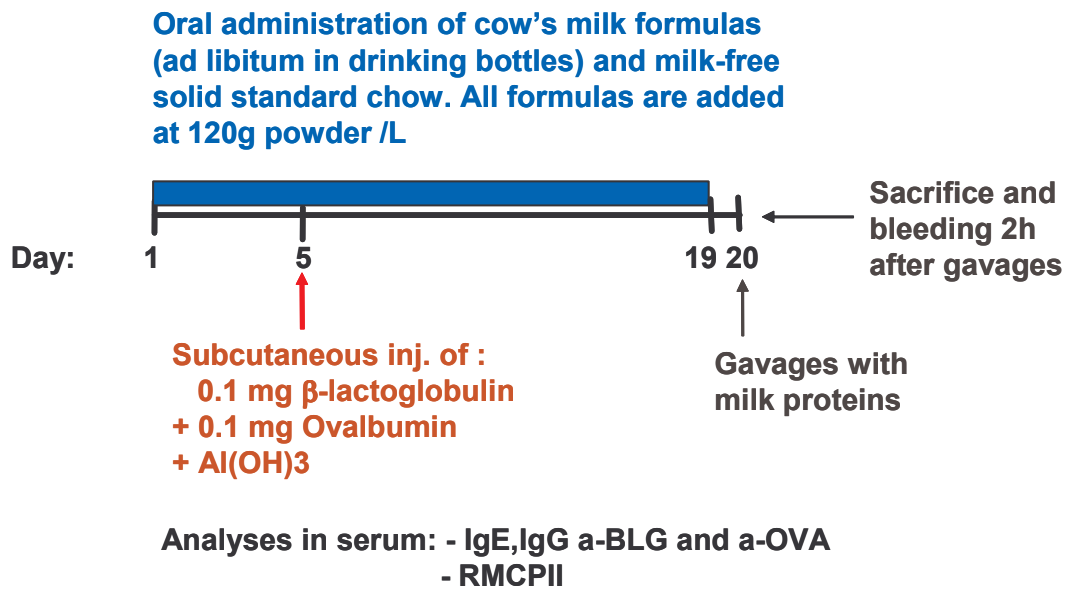 Oral administration of cow's milk formulas
(ad libitum in drinking bottles) and milk-free
solid standard chow. All formulas are added
at 120g powder /L
Sacrifice and
bleeding 2h
after gavages
Day: 1 5 19 20
Subcutaneous inj. of :
0.1 mg β-lactoglobulin
+ 0.1 mg Ovalbumin
+ Al(OH)3
Gavages with
milk proteins
Analyses in serum: - IgE,IgG a-BLG and a-OVA
- RMCPII